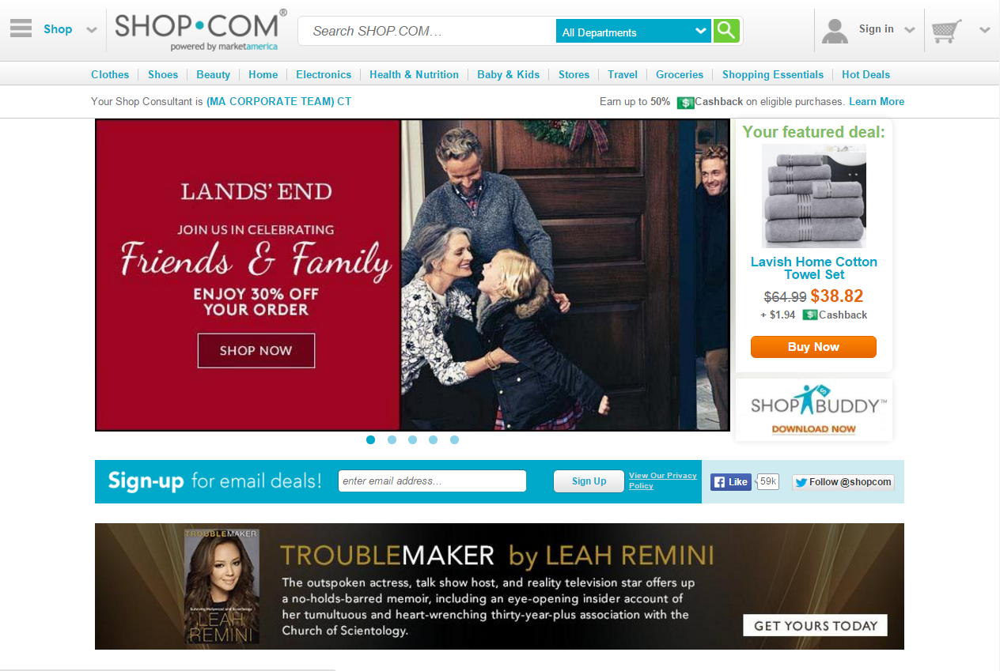 Shop
SHOP•COM®
powered by marketamerica
Search SHOP.COM...
All Departments
Sign in
Clothes
Shoes
Beauty
Home
Electronics
Health & Nutrition
Baby & Kids
Stores
Travel
Groceries
Shopping Essentials
Hot Deals
Your Shop Consultant is (MA CORPORATE TEAM) CT
Earn up to 50% $ Cashback on eligible purchases. Learn More
LANDS' END
JOIN US IN CELEBRATING
Friends & Family
ENJOY 30% OFF
YOUR ORDER
SHOP NOW
Your featured deal:
Lavish Home Cotton
Towel Set
$64.99 $38.82
+ $1.94 $ Cashback
Buy Now
SHOP BUDDY™
DOWNLOAD NOW
Sign-up for email deals!
enter email address...
Sign Up
View Our Privacy
Policy
Like
59k
Follow @shopcom
TROUBLEMAKER
Surviving Hollywood and Scientology
LEAH
REMINI
TROUBLEMAKER by LEAH REMINI
The outspoken actress, talk show host, and reality television star offers up
a no-holds-barred memoir, including an eye-opening insider account of
her tumultuous and heart-wrenching thirty-year-plus association with the
Church of Scientology.
GET YOURS TODAY